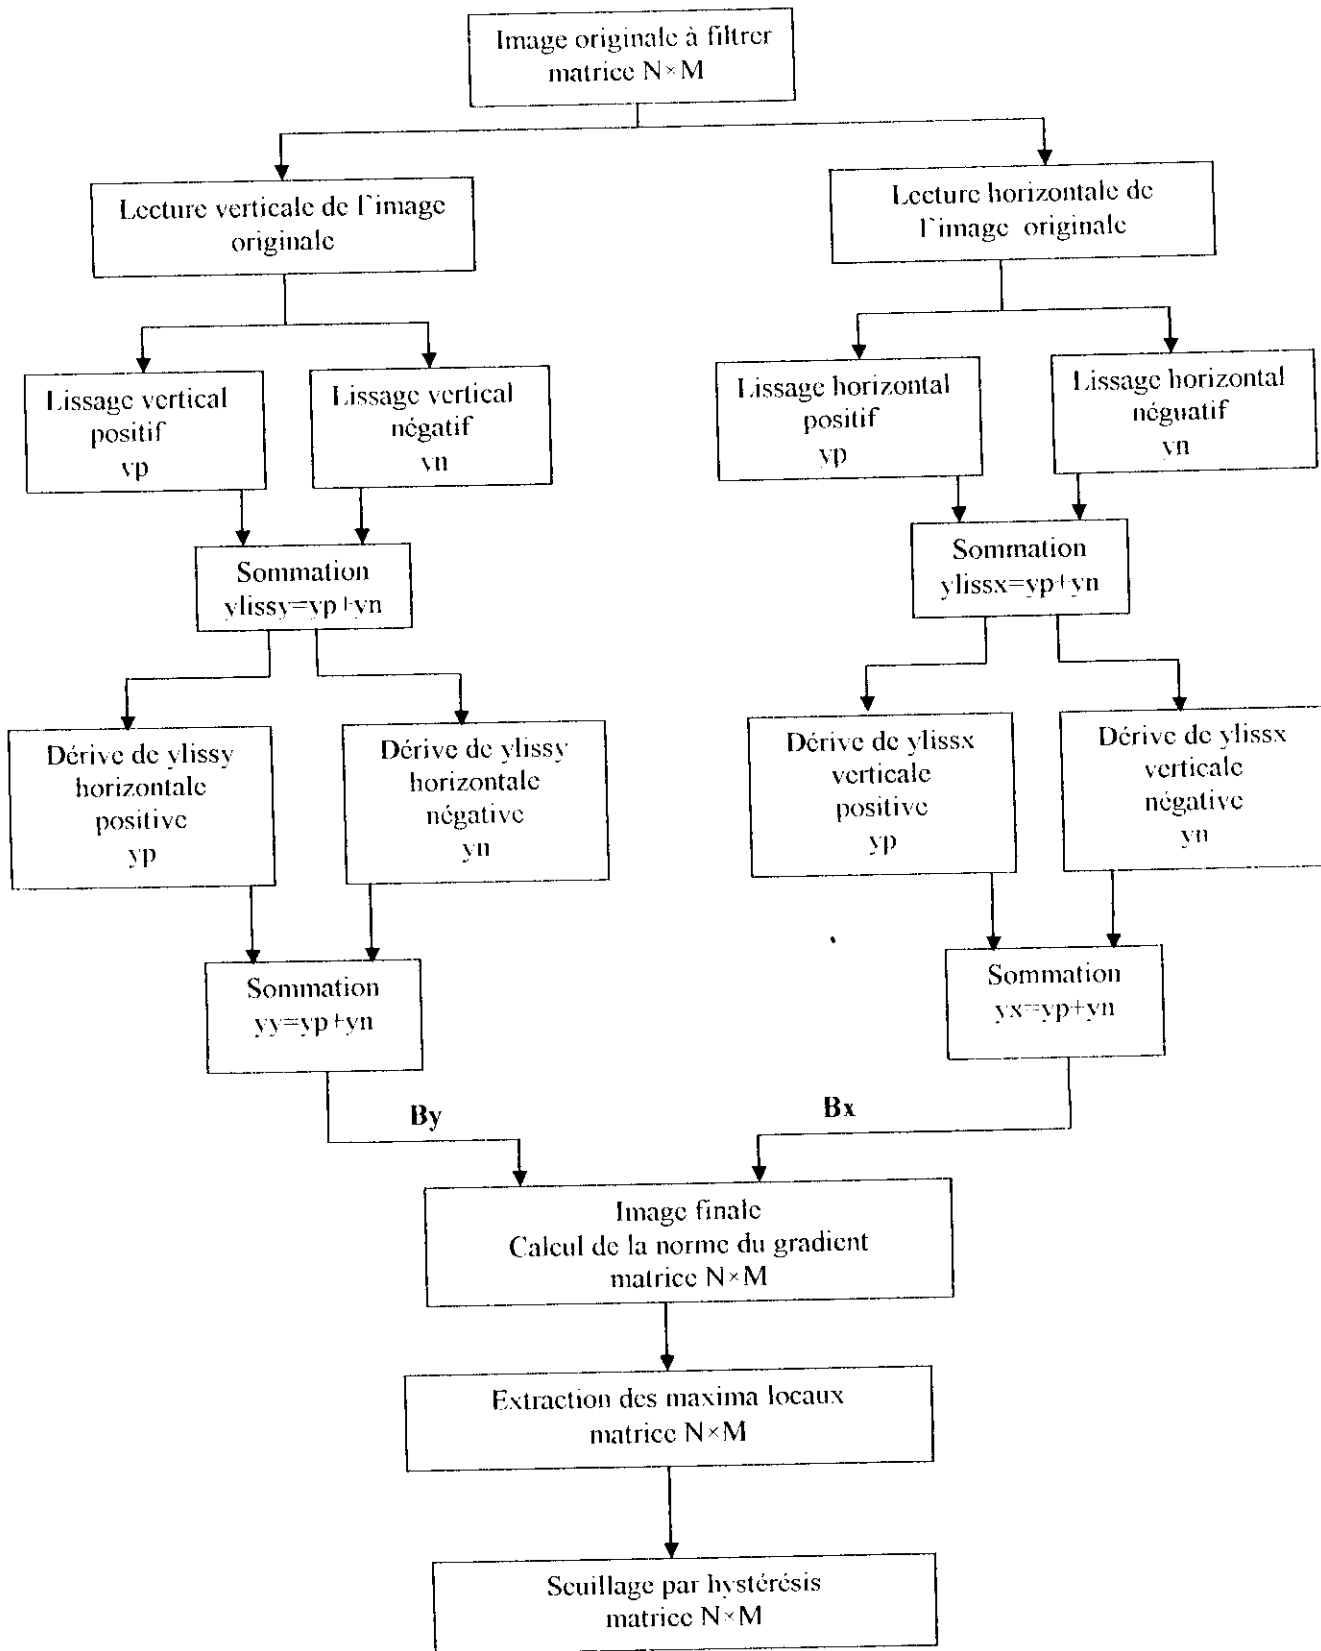 Image originale à filtrer
matrice N×M
Lecture verticale de l'image
originale
Lecture horizontale de
l'image originale
Lissage vertical
positif
yp
Lissage vertical
négatif
yn
Lissage horizontal
positif
yp
Lissage horizontal
néguatif
yn
Sommation
ylissy=yp+yn
Sommation
ylissx=yp+yn
Dérive de ylissy
horizontale
positive
yp
Dérive de ylissy
horizontale
négative
yn
Dérive de ylissx
verticale
positive
yp
Dérive de ylissx
verticale
négative
yn
Sommation
yy=yp+yn
Sommation
yx=yp+yn
By
Bx
Image finale
Calcul de la norme du gradient
matrice N×M
Extraction des maxima locaux
matrice N×M
Seuillage par hystérésis
matrice N×M